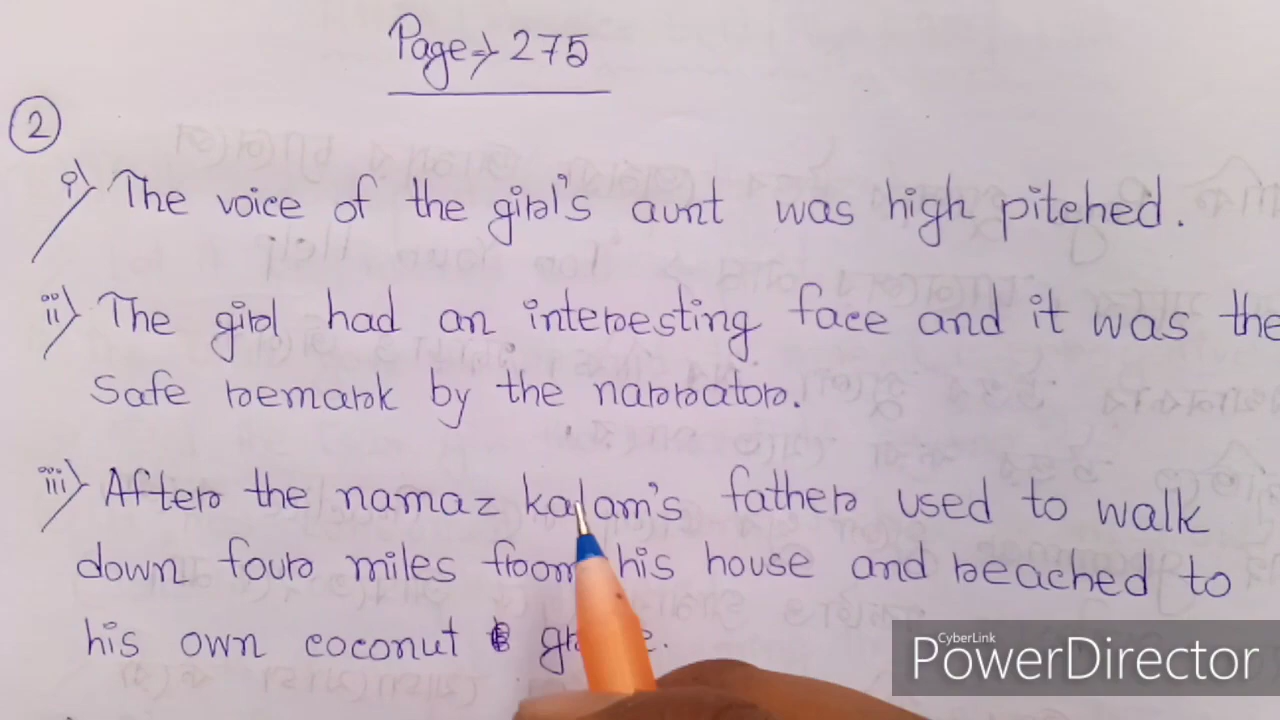 Page → 275
2
i) The voice of the girl's aunt was high pitched.
ii) The girl had an interesting face and it was the
safe remark by the narrator.
iii) After the namaz kalam's father used to walk
down four miles from his house and reached to
his own coconut
CyberLink
PowerDirector